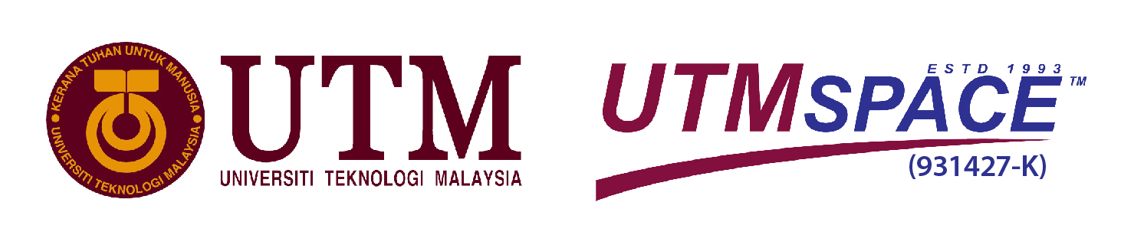 KERANA TUHAN UNTUK MANUSIA
UNIVERSITI TEKNOLOGI MALAYSIA
UTM
UNIVERSITI TEKNOLOGI MALAYSIA
ESTD 1993
UTMSPACE™
(931427-K)